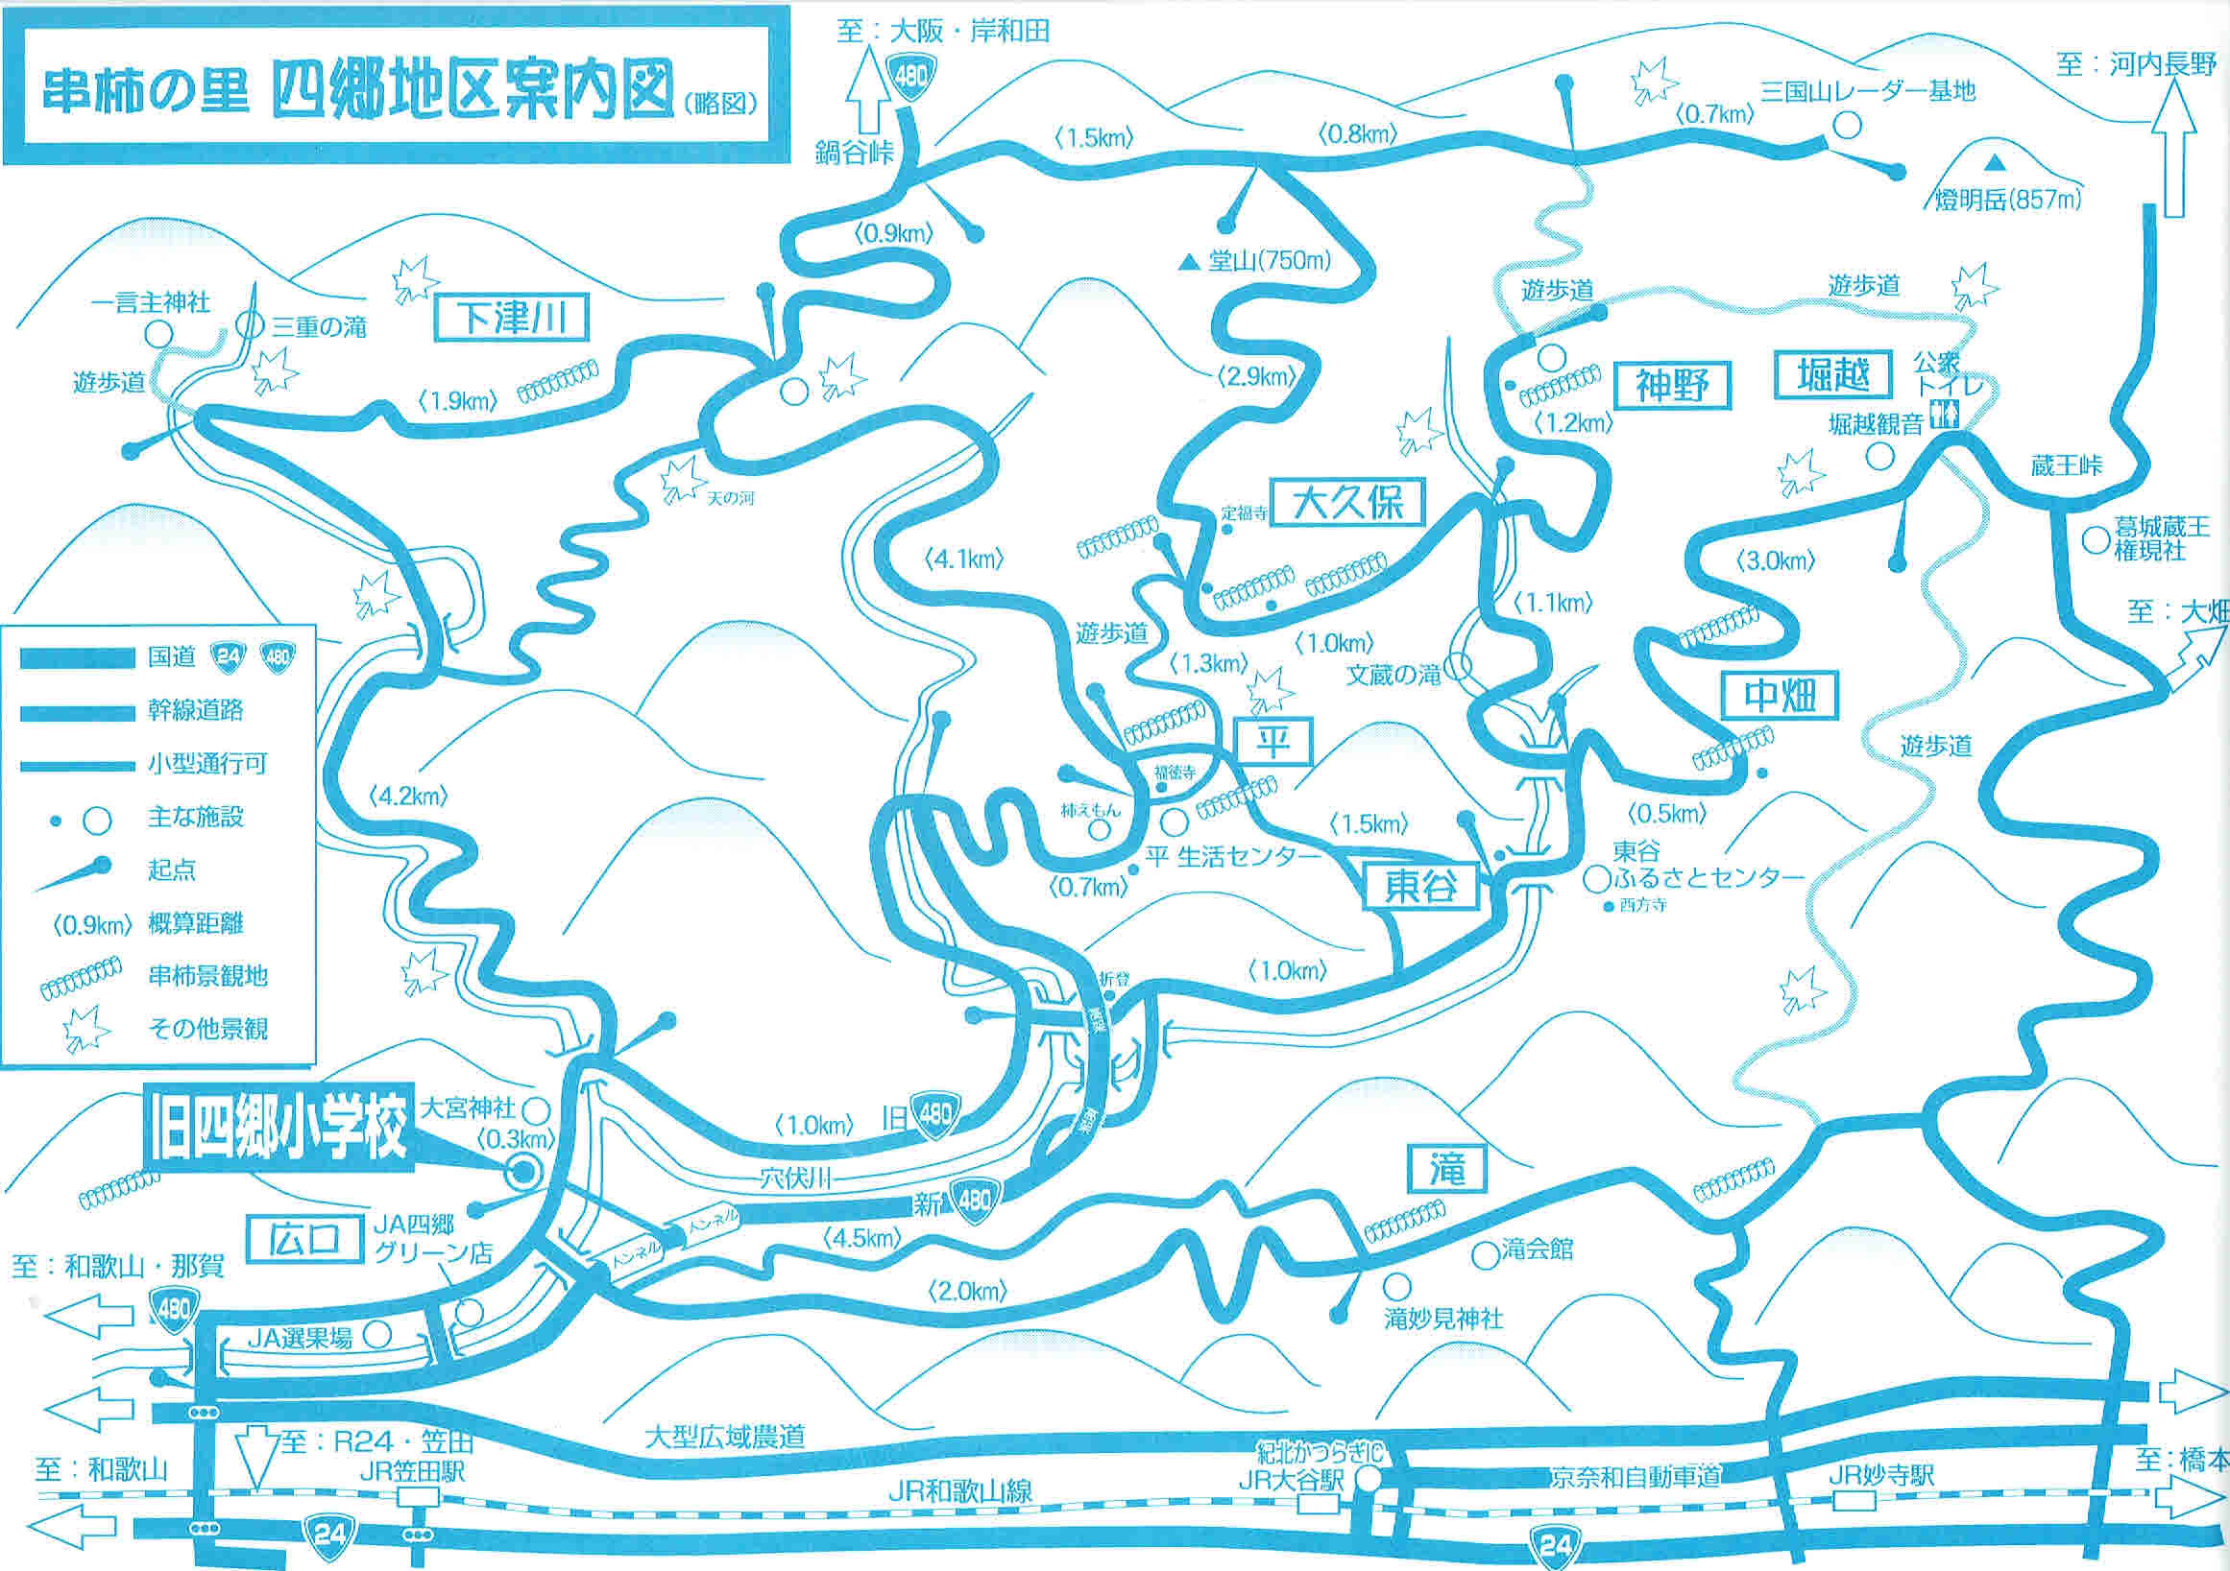 串柿の里 四郷地区案内図(略図)
至：大阪・岸和田
480
鍋谷峠
〈1.5km〉
〈0.8km〉
〈0.7km〉
三国山レーダー基地
至：河内長野
燈明岳(857m)
〈0.9km〉
堂山(750m)
一言主神社
三重の滝
下津川
遊歩道
〈1.9km〉
遊歩道
遊歩道
〈2.9km〉
神野
〈1.2km〉
堀越
公衆
トイレ
堀越観音
蔵王峠
天の河
定福寺
大久保
〈4.1km〉
〈3.0km〉
葛城蔵王
権現社
〈1.1km〉
至：大畑
遊歩道
〈1.3km〉
〈1.0km〉
文蔵の滝
中畑
遊歩道
平
福徳寺
柿えもん
平 生活センター
〈0.7km〉
〈1.5km〉
〈0.5km〉
東谷
東谷
ふるさとセンター
西方寺
〈4.2km〉
国道 24 480
幹線道路
小型通行可
主な施設
起点
〈0.9km〉 概算距離
串柿景観地
その他景観
折登
〈1.0km〉
旧四郷小学校
大宮神社
〈0.3km〉
〈1.0km〉
旧 480
穴伏川
新 480
トンネル
トンネル
〈4.5km〉
〈2.0km〉
滝
滝会館
滝妙見神社
広口
JA四郷
グリーン店
至：和歌山・那賀
480
JA選果場
大型広域農道
至：R24・笠田
JR笠田駅
至：和歌山
JR和歌山線
紀北かつらぎIC
JR大谷駅
京奈和自動車道
JR妙寺駅
至：橋本
24
24